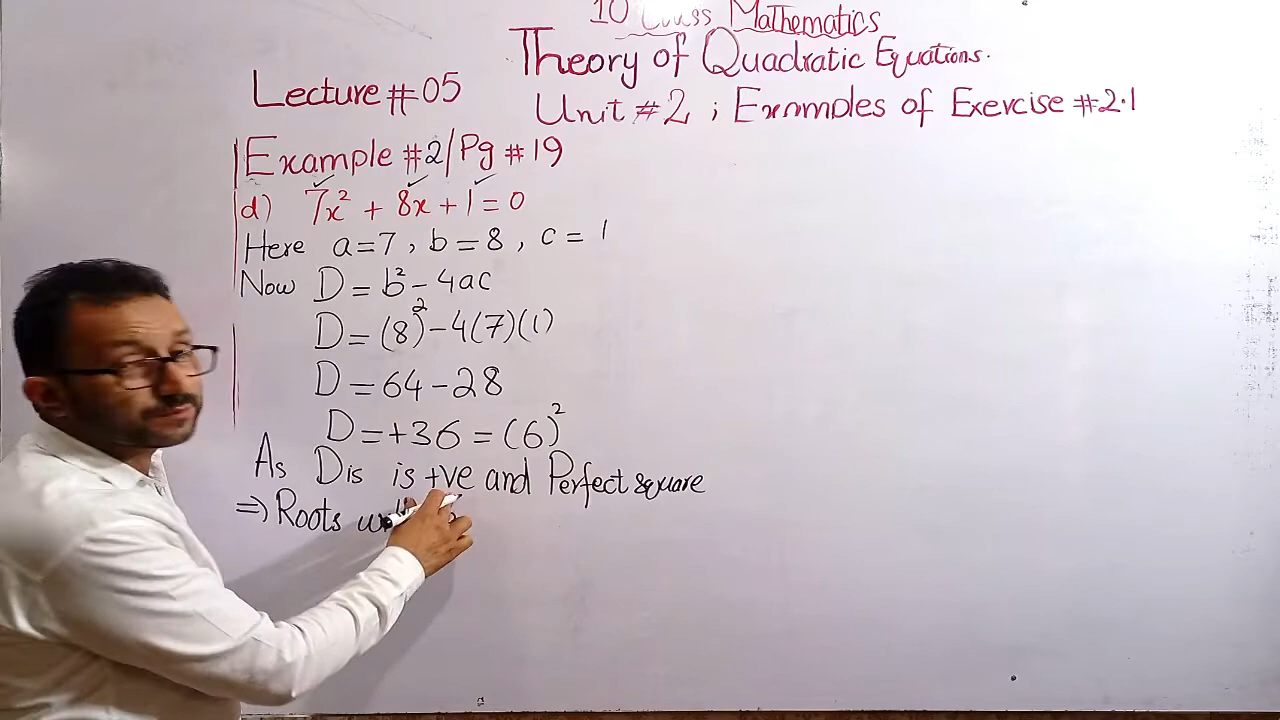 10 Class Mathematics
Theory of Quadratic Equations.
Lecture #05
Unit #2 ; Examples of Exercise #2.1
Example #2/Pg #19
d) 7x² + 8x + 1 = 0
Here a=7, b=8, c=1
Now D = b² - 4ac
D = (8)² - 4(7)(1)
D = 64 - 28
D = +36 = (6)²
As Dis is +ve and Perfect square
⇒ Roots